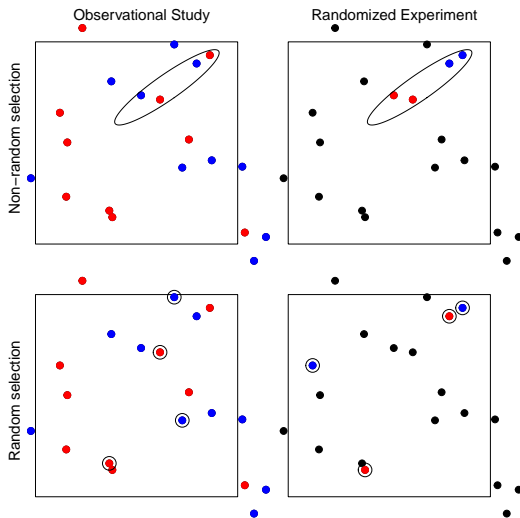 Observational Study
Randomized Experiment
Non−random selection
Random selection